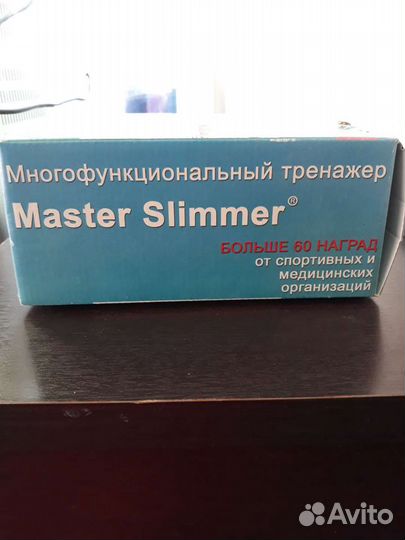 Многофункциональный тренажер
Master Slimmer®
БОЛЬШЕ 60 НАГРАД
от спортивных и
медицинских
организаций
Avito